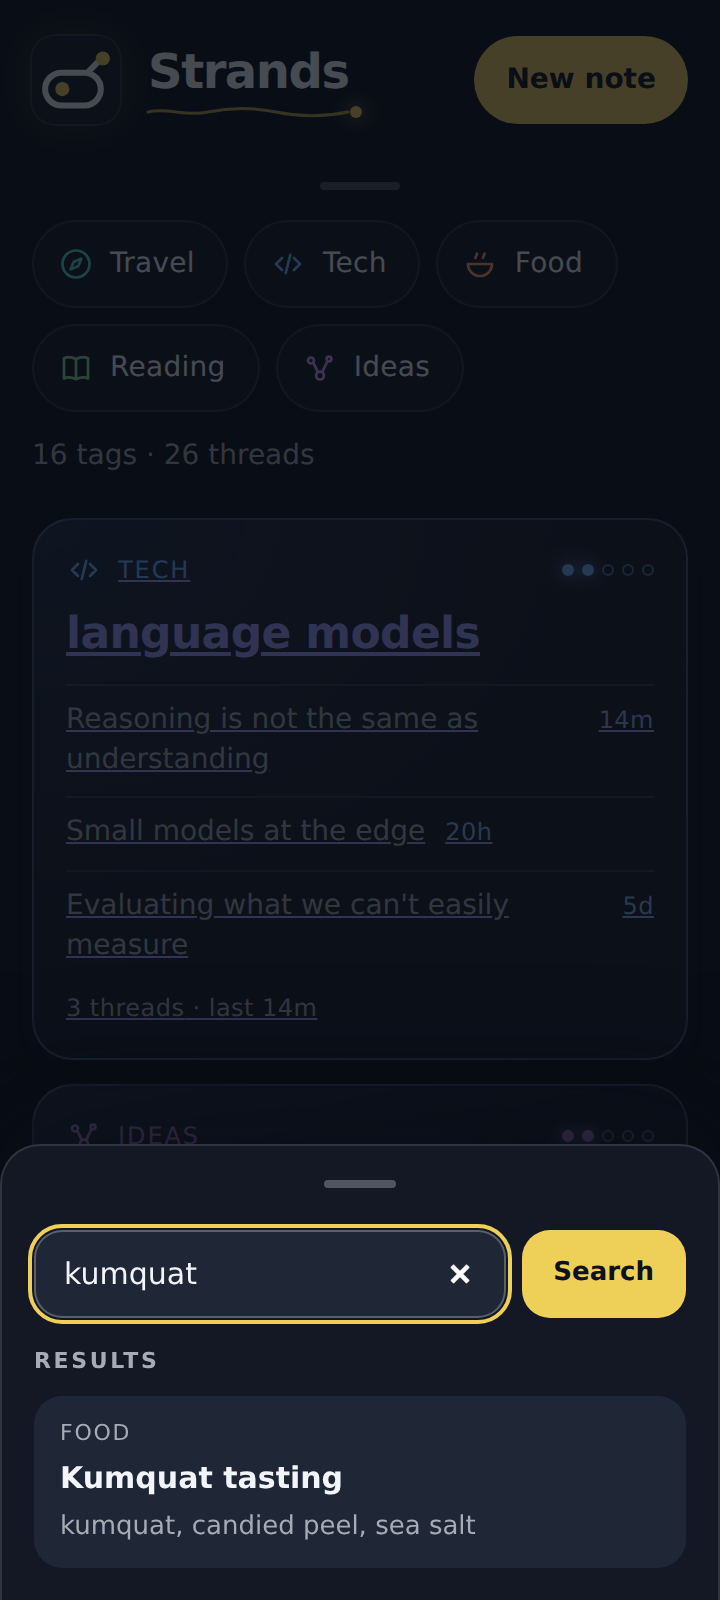 Strands
New note
Travel
Tech
Food
Reading
Ideas
16 tags · 26 threads
TECH
language models
Reasoning is not the same as
understanding
14m
Small models at the edge 20h
Evaluating what we can't easily
measure
5d
3 threads · last 14m
IDEAS
kumquat
Search
RESULTS
FOOD
Kumquat tasting
kumquat, candied peel, sea salt